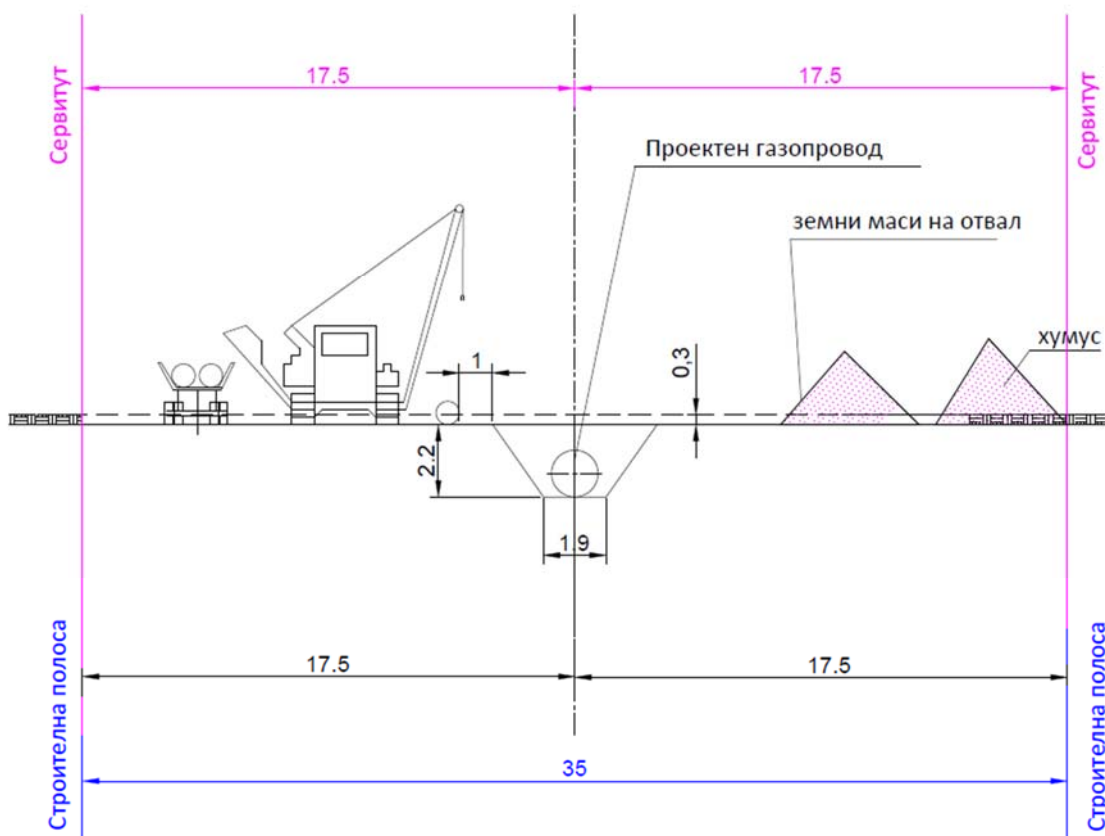 17.5
17.5
Сервитут
Сервитут
Проектен газопровод
земни маси на отвал
хумус
1
0,3
2.2
1.9
17.5
17.5
Строителна полоса
Строителна полоса
35